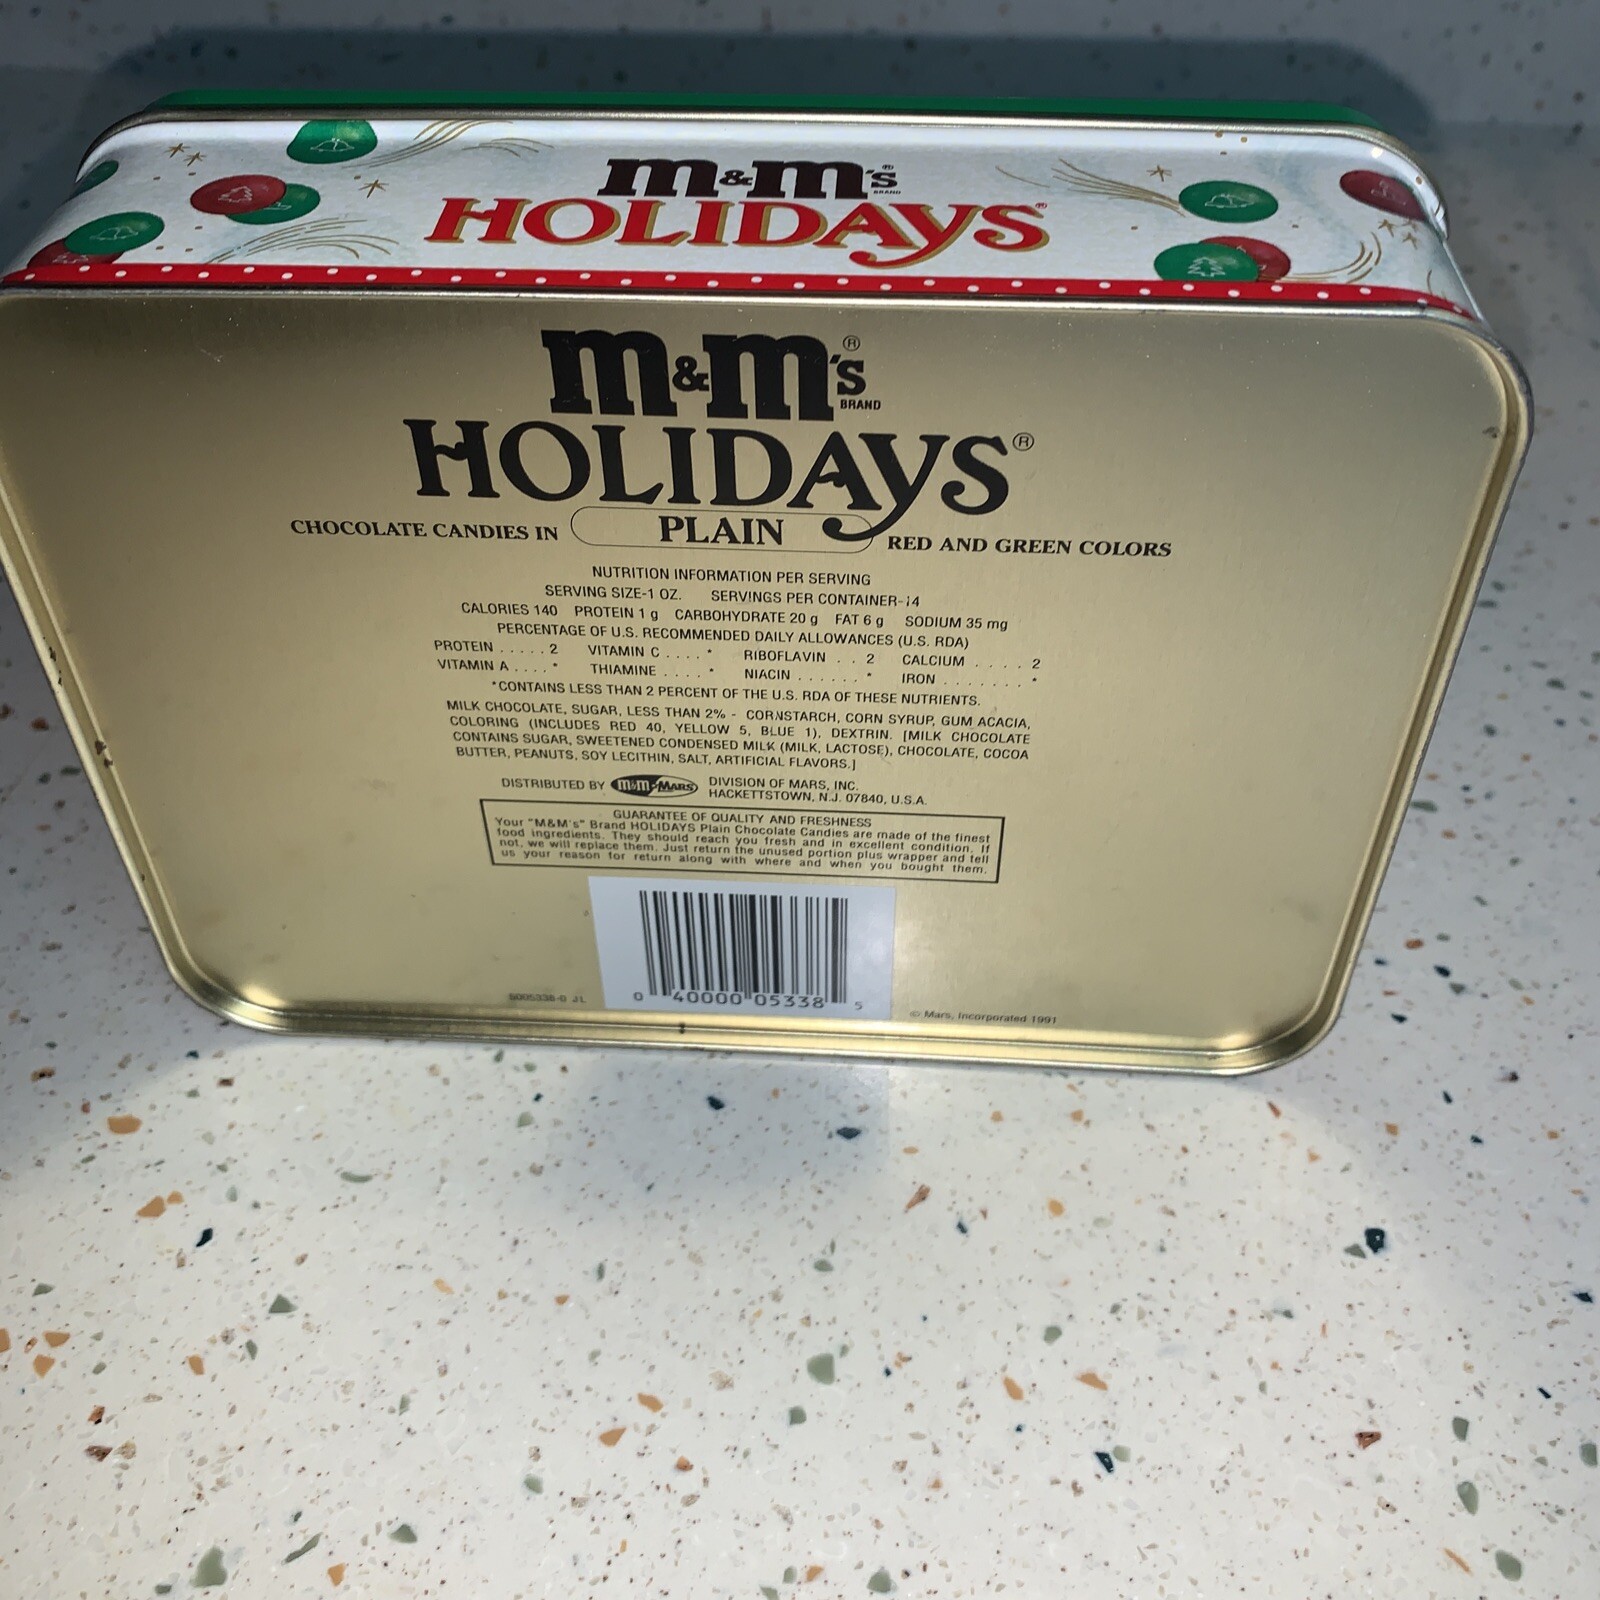 m&m's® BRAND
HOLIDAYS®
m&m's® BRAND
HOLIDAYS®
CHOCOLATE CANDIES IN PLAIN RED AND GREEN COLORS
NUTRITION INFORMATION PER SERVING
SERVING SIZE-1 OZ. SERVINGS PER CONTAINER-14
CALORIES 140 PROTEIN 1 g CARBOHYDRATE 20 g FAT 6 g SODIUM 35 mg
PERCENTAGE OF U.S. RECOMMENDED DAILY ALLOWANCES (U.S. RDA)
PROTEIN ..... 2 VITAMIN C .... * RIBOFLAVIN .. 2 CALCIUM .... 2
VITAMIN A .... * THIAMINE .... * NIACIN ...... * IRON ....... *
*CONTAINS LESS THAN 2 PERCENT OF THE U.S. RDA OF THESE NUTRIENTS.
MILK CHOCOLATE, SUGAR, LESS THAN 2% - CORNSTARCH, CORN SYRUP, GUM ACACIA,
COLORING (INCLUDES RED 40, YELLOW 5, BLUE 1), DEXTRIN. [MILK CHOCOLATE
CONTAINS SUGAR, SWEETENED CONDENSED MILK (MILK, LACTOSE), CHOCOLATE, COCOA
BUTTER, PEANUTS, SOY LECITHIN, SALT, ARTIFICIAL FLAVORS.]
DISTRIBUTED BY m&m-MARS DIVISION OF MARS, INC.
HACKETTSTOWN, N.J. 07840, U.S.A.
GUARANTEE OF QUALITY AND FRESHNESS
Your "M&M's" Brand HOLIDAYS Plain Chocolate Candies are made of the finest
food ingredients. They should reach you fresh and in excellent condition. If
not, we will replace them. Just return the unused portion plus wrapper and tell
us your reason for return along with where and when you bought them.
0 40000 05338 5
© Mars, Incorporated 1991